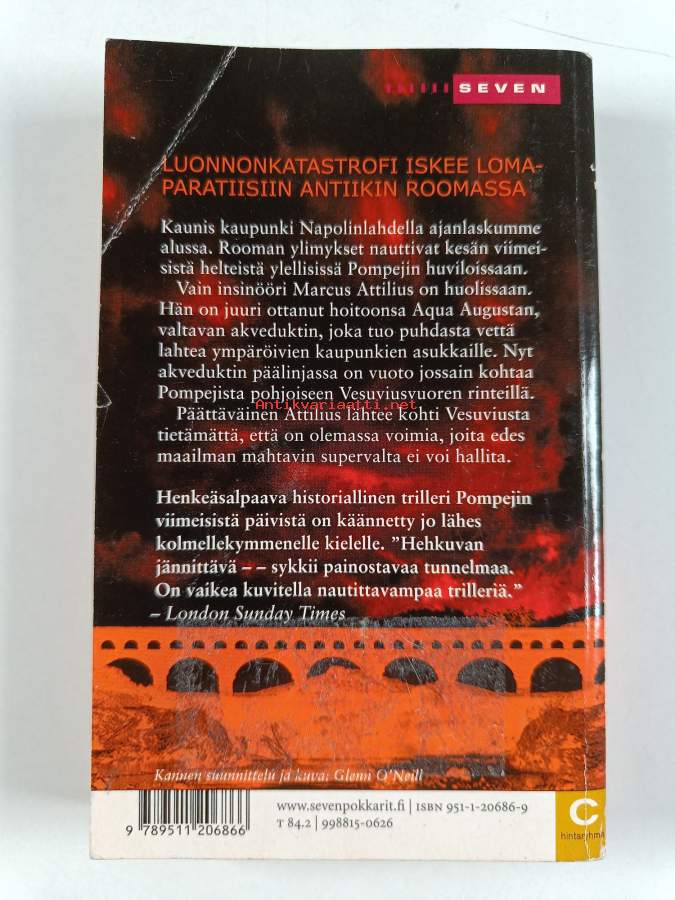 SEVEN
LUONNONKATASTROFI ISKEE LOMA-
PARATIISIIN ANTIIKIN ROOMASSA
Kaunis kaupunki Napolinlahdella ajanlaskumme
alussa. Rooman ylimykset nauttivat kesän viimei-
sistä helteistä ylellisissä Pompejin huviloissaan.
Vain insinööri Marcus Attilius on huolissaan.
Hän on juuri ottanut hoitoonsa Aqua Augustan,
valtavan akveduktin, joka tuo puhdasta vettä
lahtea ympäröivien kaupunkien asukkaille. Nyt
akveduktin päälinjassa on vuoto jossain kohtaa
Pompejista pohjoiseen Vesuviusvuoren rinteillä.
Antikvariaatti.net
Päättäväinen Attilius lähtee kohti Vesuviusta
tietämättä, että on olemassa voimia, joita edes
maailman mahtavin supervalta ei voi hallita.
Henkeäsalpaava historiallinen trilleri Pompejin
viimeisistä päivistä on käännetty jo lähes
kolmellekymmenelle kielelle. ”Hehkuvan
jännittävä – – sykkii painostavaa tunnelmaa.
On vaikea kuvitella nautittavampaa trilleriä.”
– London Sunday Times
Kannen suunnittelu ja kuva: Glenn O'Neill
www.sevenpokkarit.fi | ISBN 951-1-20686-9
T 84.2 | 998815-0626
9 789511 206866
C
hintaryhmä